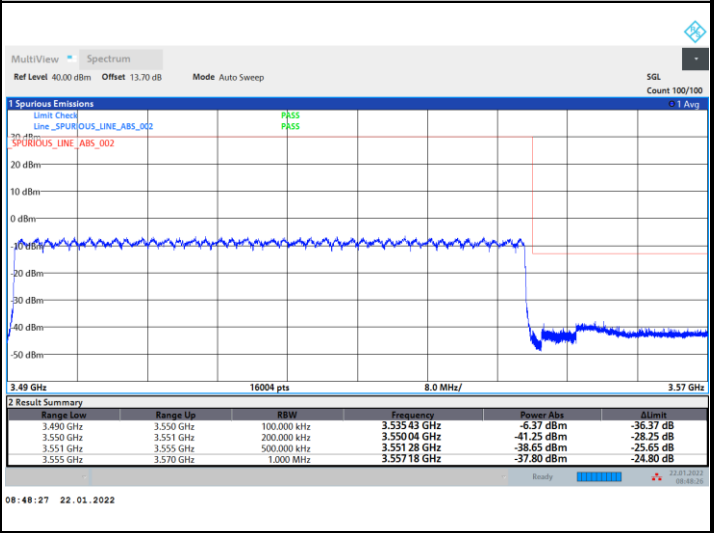 MultiView Spectrum
Ref Level 40.00 dBm Offset 13.70 dB Mode Auto Sweep SGL
Count 100/100
1 Spurious Emissions 1 Avg
Limit Check PASS
Line _SPURIOUS_LINE_ABS_002 PASS
30 dBm
_SPURIOUS_LINE_ABS_002
20 dBm
10 dBm
0 dBm
-10 dBm
-20 dBm
-30 dBm
-40 dBm
-50 dBm
3.49 GHz 16004 pts 8.0 MHz/ 3.57 GHz
2 Result Summary
Range Low Range Up RBW Frequency Power Abs ΔLimit
3.490 GHz 3.550 GHz 100.000 kHz 3.53543 GHz -6.37 dBm -36.37 dB
3.550 GHz 3.551 GHz 200.000 kHz 3.55004 GHz -41.25 dBm -28.25 dB
3.551 GHz 3.555 GHz 500.000 kHz 3.55128 GHz -38.65 dBm -25.65 dB
3.555 GHz 3.570 GHz 1.000 MHz 3.55718 GHz -37.80 dBm -24.80 dB
Ready 22.01.2022
08:48:26
08:48:27 22.01.2022